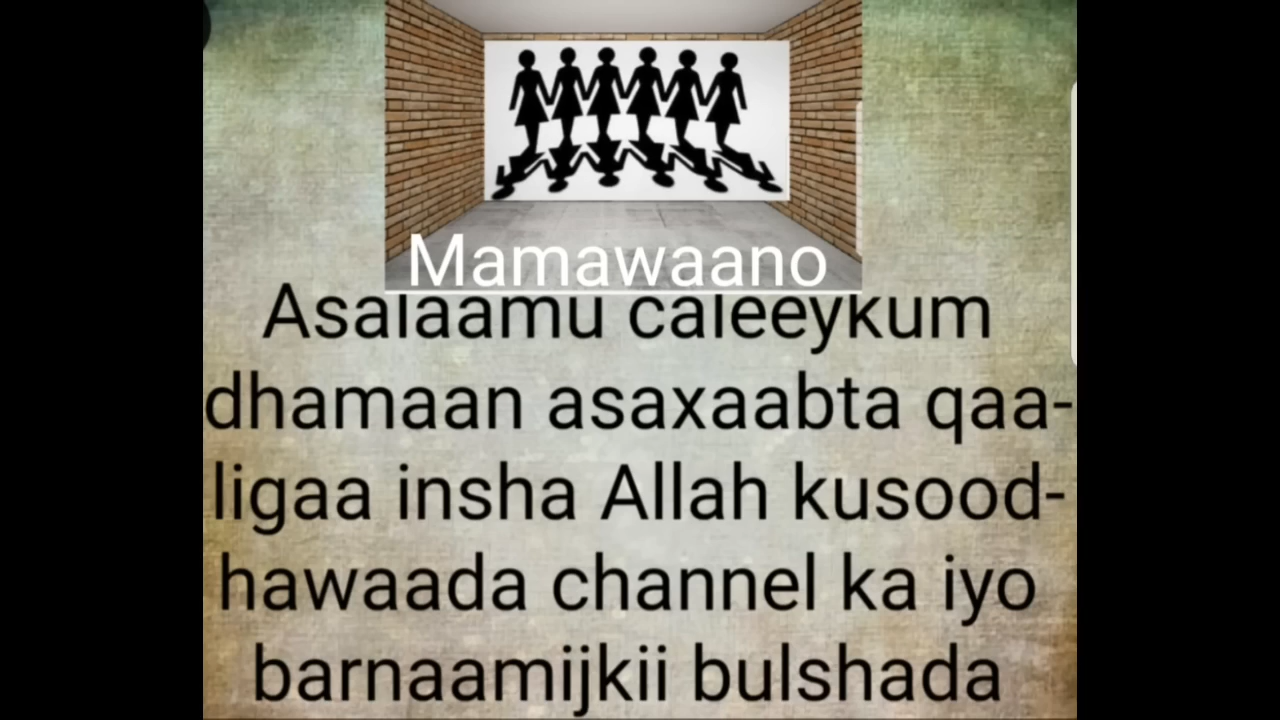 Mamawaano
Asalaamu caleeykum
dhamaan asaxaabta qaa-
ligaa insha Allah kusood-
hawaada channel ka iyo
barnaamijkii bulshada